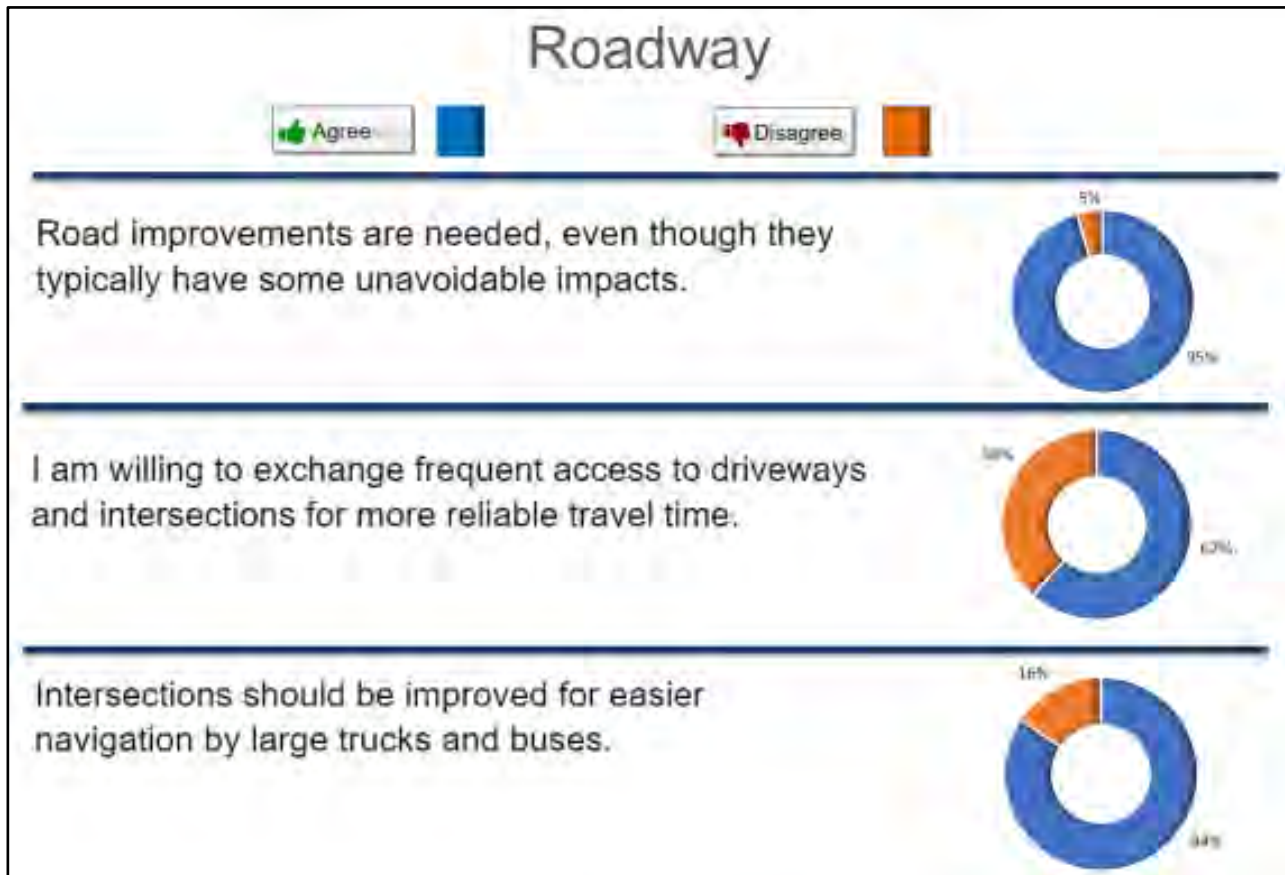 Roadway
Agree
Disagree
Road improvements are needed, even though they
typically have some unavoidable impacts.
5%
95%
I am willing to exchange frequent access to driveways
and intersections for more reliable travel time.
38%
62%
Intersections should be improved for easier
navigation by large trucks and buses.
16%
84%